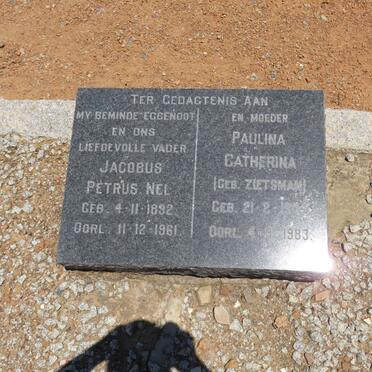 TER GEDAGTENIS AAN
MY BEMINDE EGGENOOT
EN ONS
LIEFDEVOLLE VADER
JACOBUS
PETRUS NEL
GEB. 4-11-1892
OORL. 11-12-1961.
EN MOEDER
PAULINA
CATHERINA
(GEB. ZIETSMAN)
GEB. 21-2-
OORL. 1983.